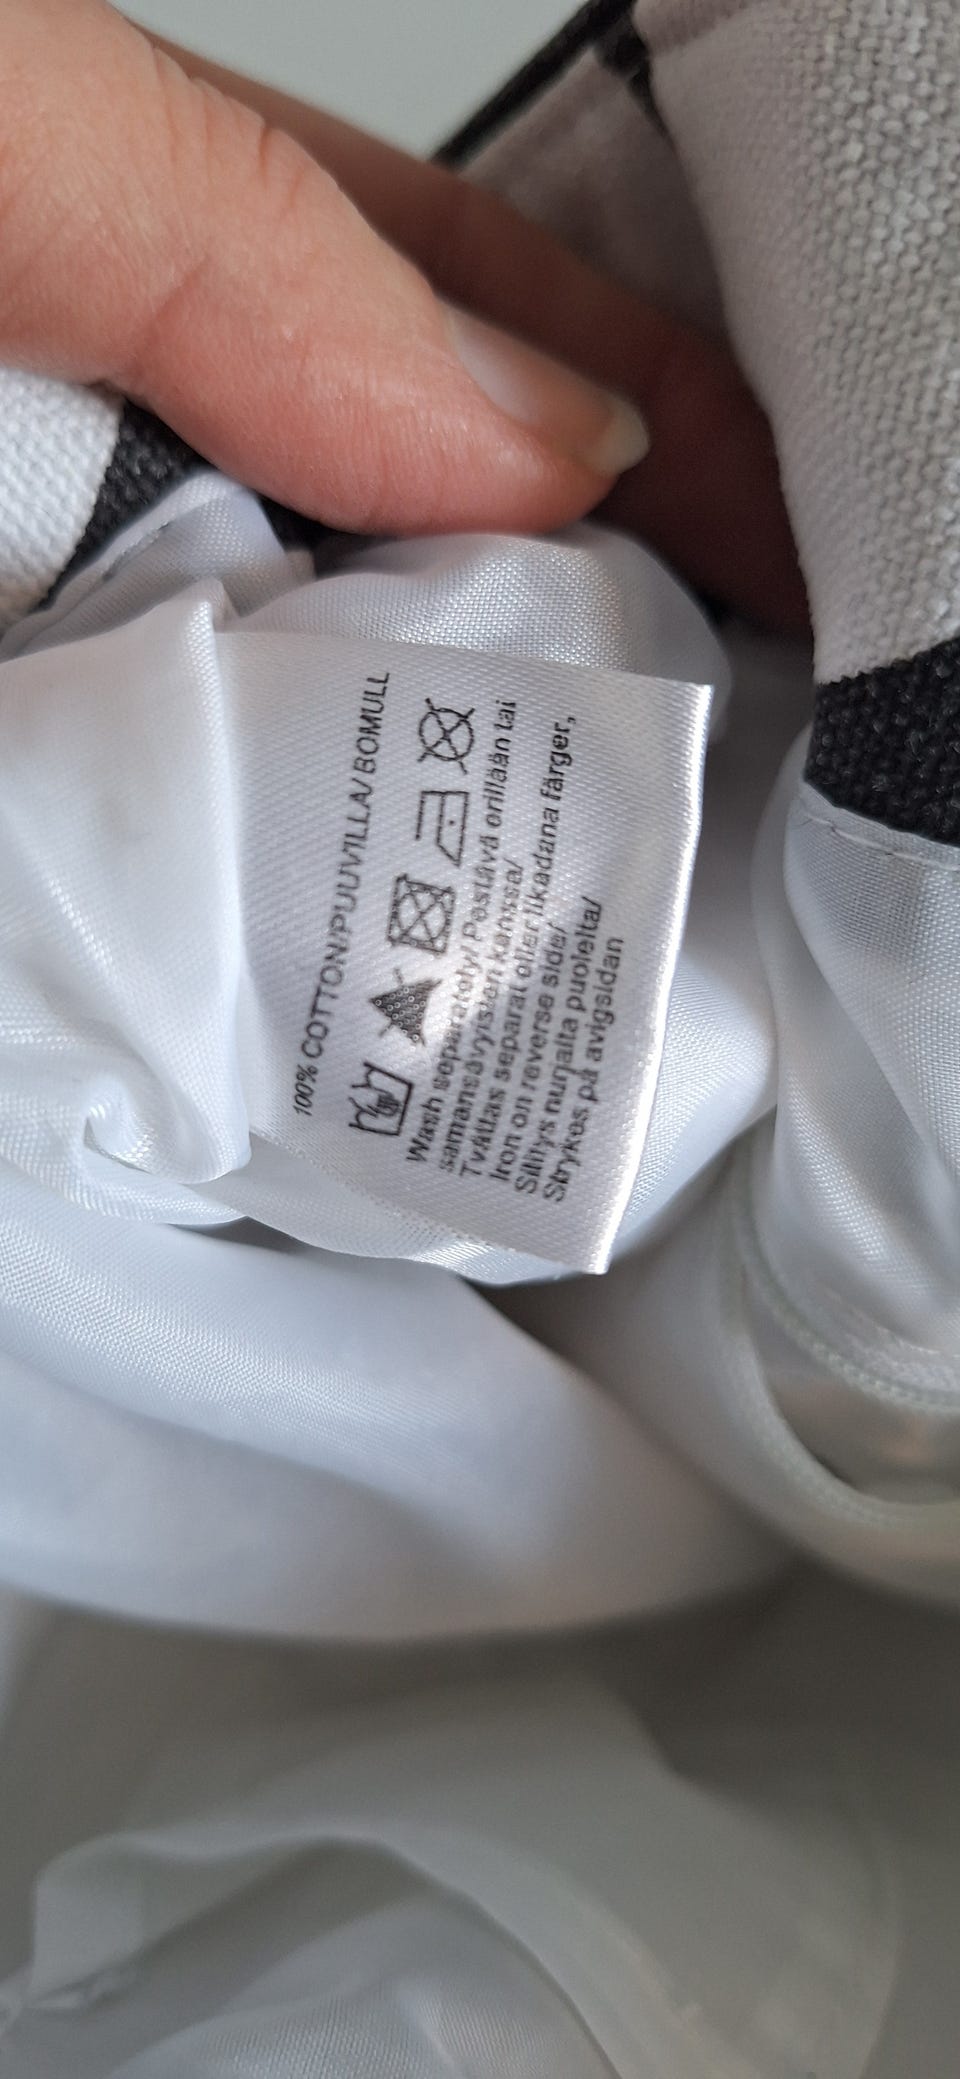 100% COTTON/PUUVILLA/ BOMULL
Wash separately/ Pestävä erillään tai
samansävyisten kanssa/
Tvättas separat eller likadana färger,
Iron on reverse side/
Silitys nurjalta puolelta/
Strykes på avigsidan